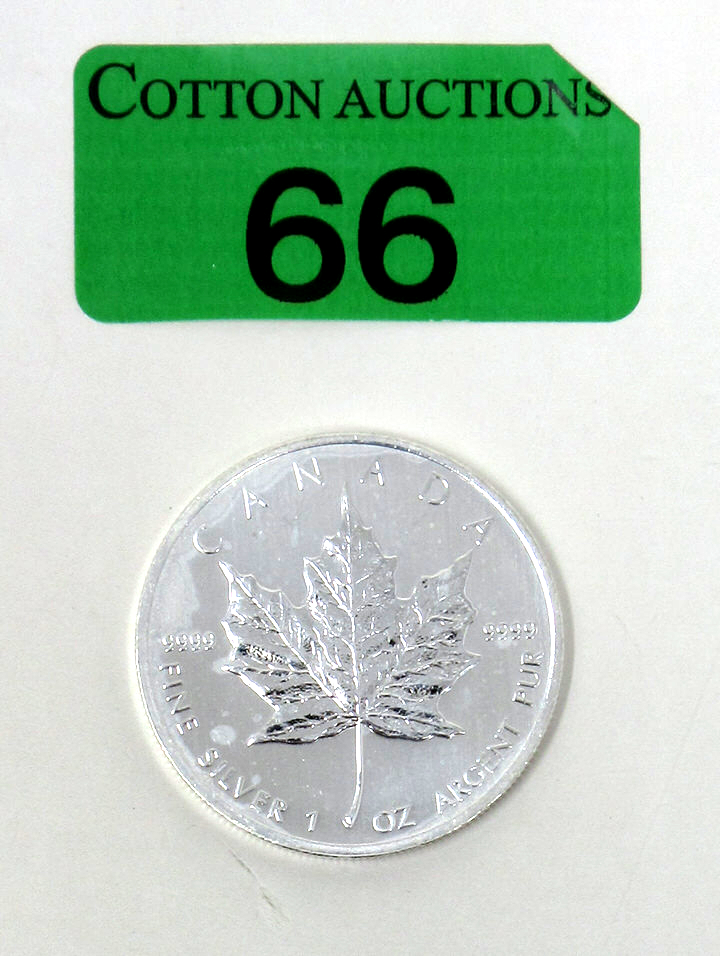 COTTON AUCTIONS
66
CANADA
9999 9999
FINE SILVER 1 OZ ARGENT PUR